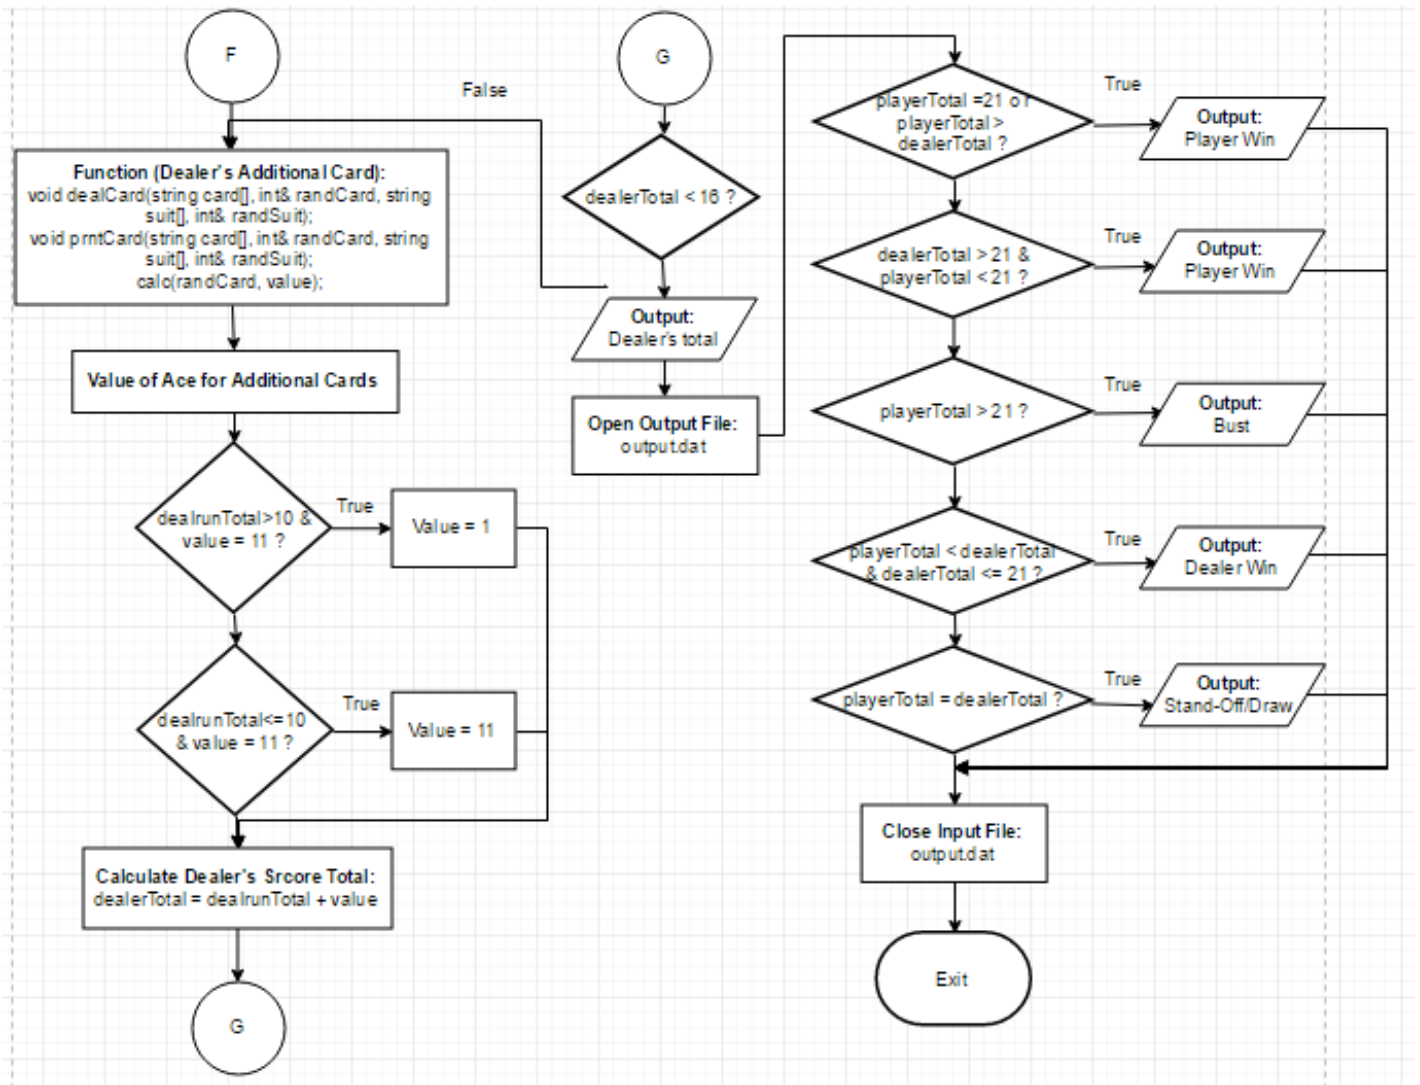 F
False
Function (Dealer's Additional Card):
void dealCard(string card[], int& randCard, string
suit[], int& randSuit);
void prntCard(string card[], int& randCard, string
suit[], int& randSuit);
calc(randCard, value);
Value of Ace for Additional Cards
dealrunTotal>10 &
value = 11 ?
True
Value = 1
dealrunTotal<=10
& value = 11 ?
True
Value = 11
Calculate Dealer's Srcore Total:
dealerTotal = dealrunTotal + value
G
G
dealerTotal < 16 ?
Output:
Dealer's total
Open Output File:
output.dat
playerTotal =21 or
playerTotal >
dealerTotal ?
True
Output:
Player Win
dealerTotal > 21 &
playerTotal < 21 ?
True
Output:
Player Win
playerTotal > 21 ?
True
Output:
Bust
playerTotal < dealerTotal
& dealerTotal <= 21 ?
True
Output:
Dealer Win
playerTotal = dealerTotal ?
True
Output:
Stand-Off/Draw
Close Input File:
output.dat
Exit